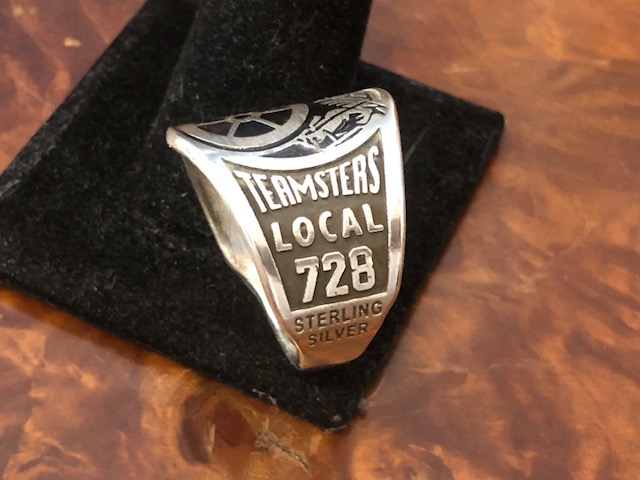 TEAMSTERS
LOCAL
728
STERLING
SILVER